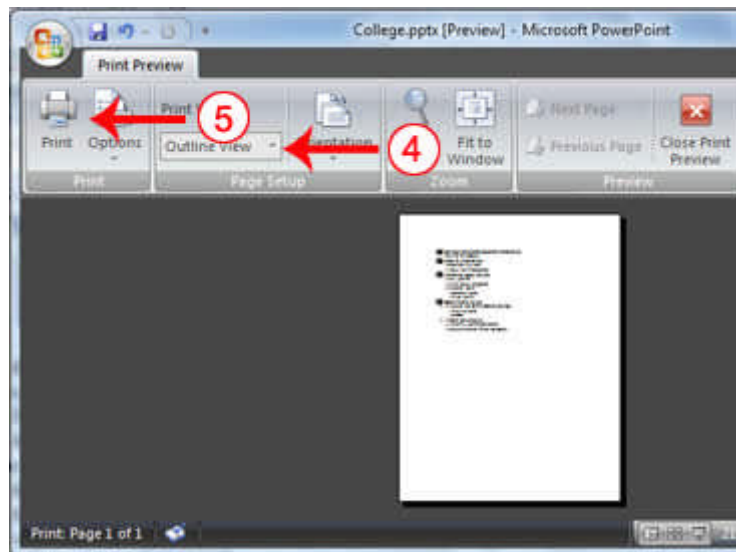 College.pptx [Preview] - Microsoft PowerPoint
Print Preview
Print
Options
Print
Print
5
Outline View
Page Setup
4
Fit to
Window
Zoom
Next Page
Previous Page
Close Print
Preview
Preview
Print: Page 1 of 1